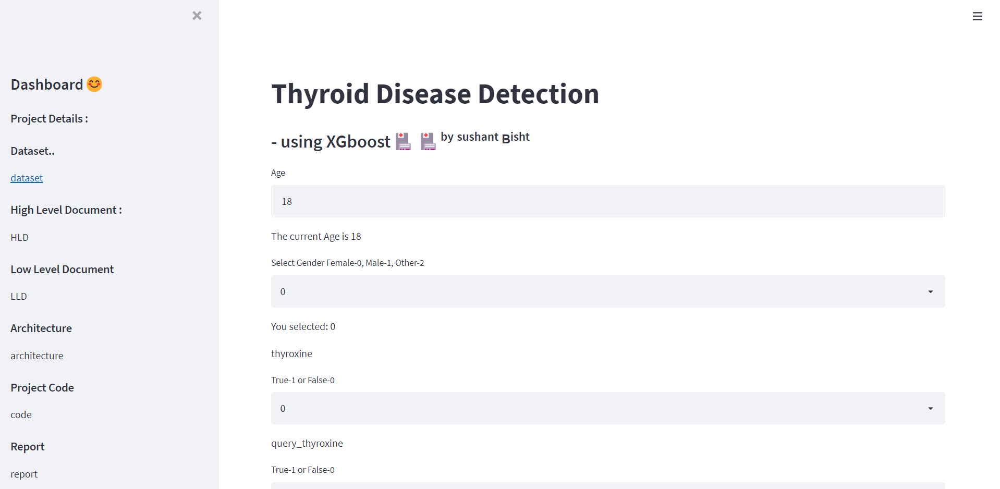 Dashboard 😊
Project Details :
Dataset..
dataset
High Level Document :
HLD
Low Level Document
LLD
Architecture
architecture
Project Code
code
Report
report
Thyroid Disease Detection
- using XGboost 🏥 🏥 by sushant Bisht
Age
18
The current Age is 18
Select Gender Female-0, Male-1, Other-2
0
You selected: 0
thyroxine
True-1 or False-0
0
query_thyroxine
True-1 or False-0